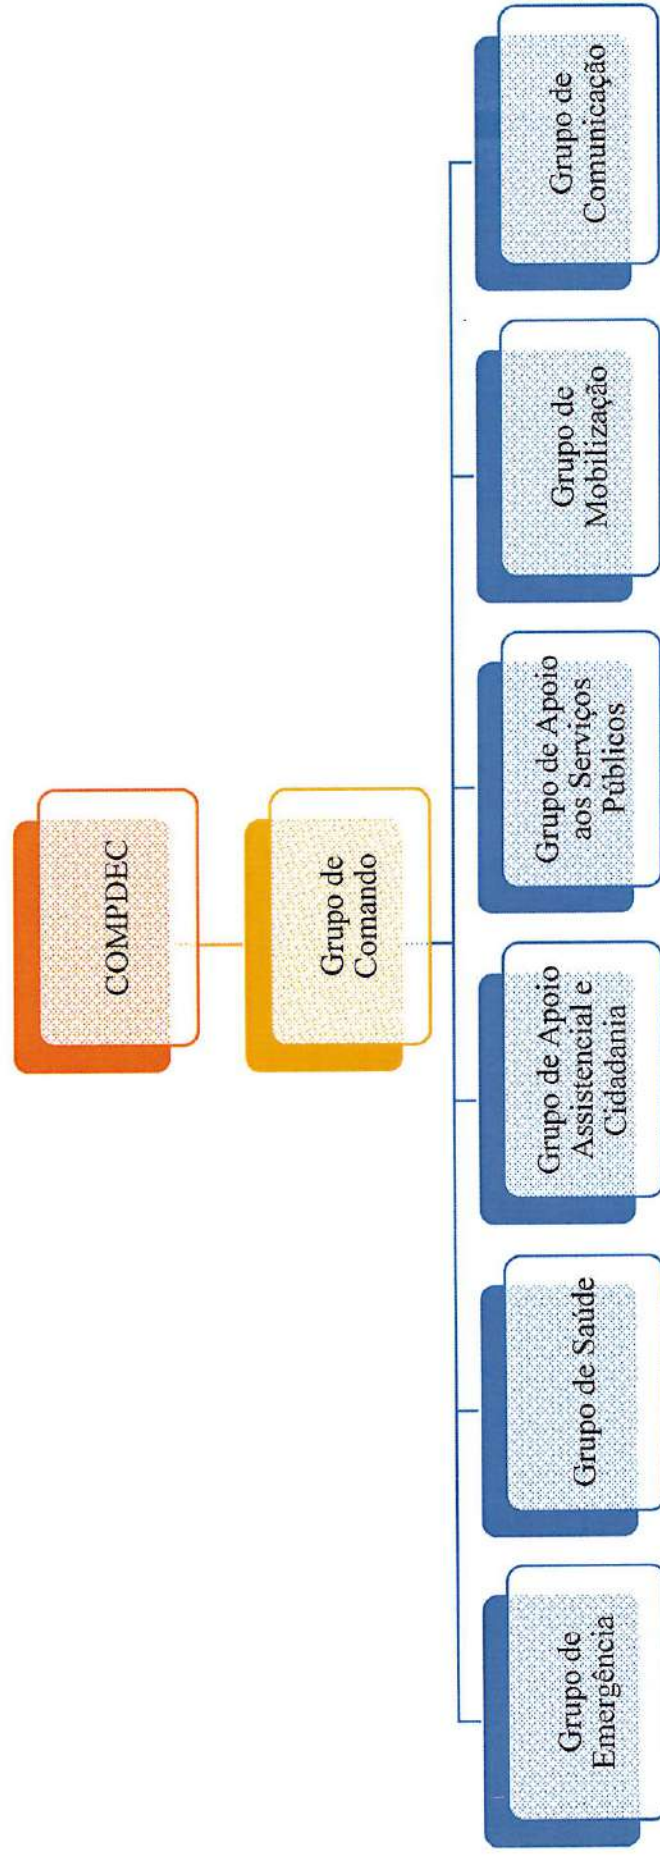 COMPDEC
Grupo de
Comando
Grupo de
Emergência
Grupo de Saúde
Grupo de Apoio
Assistencial e
Cidadania
Grupo de Apoio
aos Serviços
Públicos
Grupo de
Mobilização
Grupo de
Comunicação